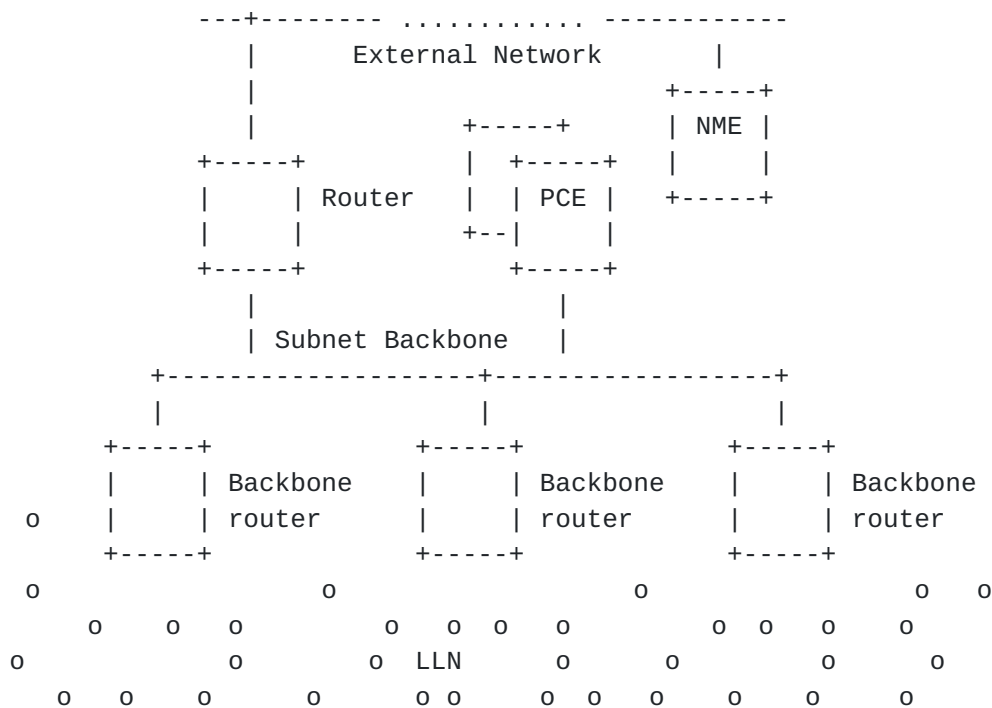 ---+-------- ............ ------------
|      External Network       |
|                          +-----+
|             +-----+      | NME |
+-----+          |  +-----+   |     |
|     | Router   |  | PCE |   +-----+
|     |          +--|     |
+-----+             +-----+
|                   |
| Subnet Backbone   |
+--------------------+------------------+
|                    |                  |
+-----+             +-----+             +-----+
|     | Backbone    |     | Backbone    |     | Backbone
o    |     | router      |     | router      |     | router
+-----+             +-----+             +-----+
o                  o                   o                 o   o
o    o   o         o   o  o   o         o  o   o    o
o             o        o  LLN      o      o         o      o
o   o    o      o      o o     o  o   o    o    o     o